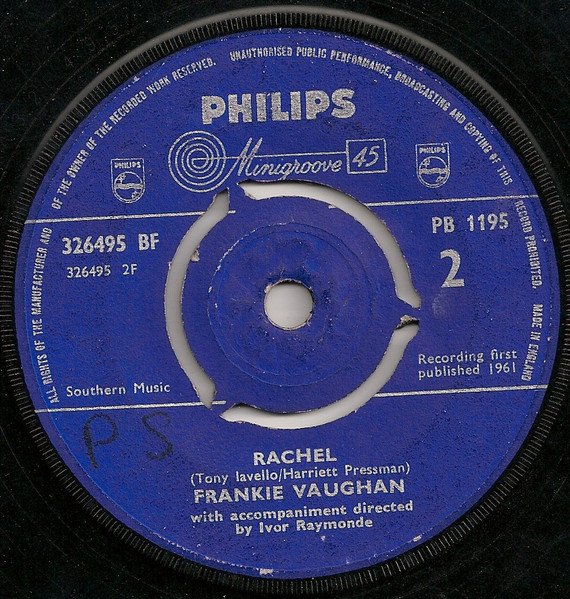 ALL RIGHTS OF THE MANUFACTURER AND OF THE OWNER OF THE RECORDED WORK RESERVED. UNAUTHORISED PUBLIC PERFORMANCE, BROADCASTING AND COPYING OF THIS RECORD PROHIBITED. MADE IN ENGLAND
PHILIPS
Minigroove 45
PHILIPS
PHILIPS
326495 BF
PB 1195
326495 2F
2
Recording first
published 1961
Southern Music
PS
RACHEL
(Tony Iavello/Harriett Pressman)
FRANKIE VAUGHAN
with accompaniment directed
by Ivor Raymonde